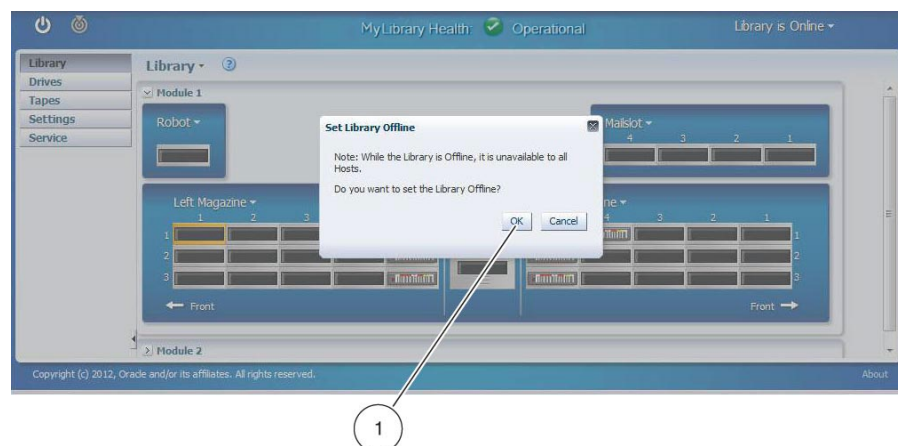 MyLibrary Health: Operational
Library is Online
Library
Drives
Tapes
Settings
Service
Library
Module 1
Robot
Set Library Offline
Note: While the Library is Offline, it is unavailable to all
Hosts.
Do you want to set the Library Offline?
OK Cancel
Mailslot
4 3 2 1
Left Magazine
1 2 3
1
2
3
Front
ne
4 3 2 1
1
2
3
Front
Module 2
Copyright (c) 2012, Oracle and/or its affiliates. All rights reserved.
About
1